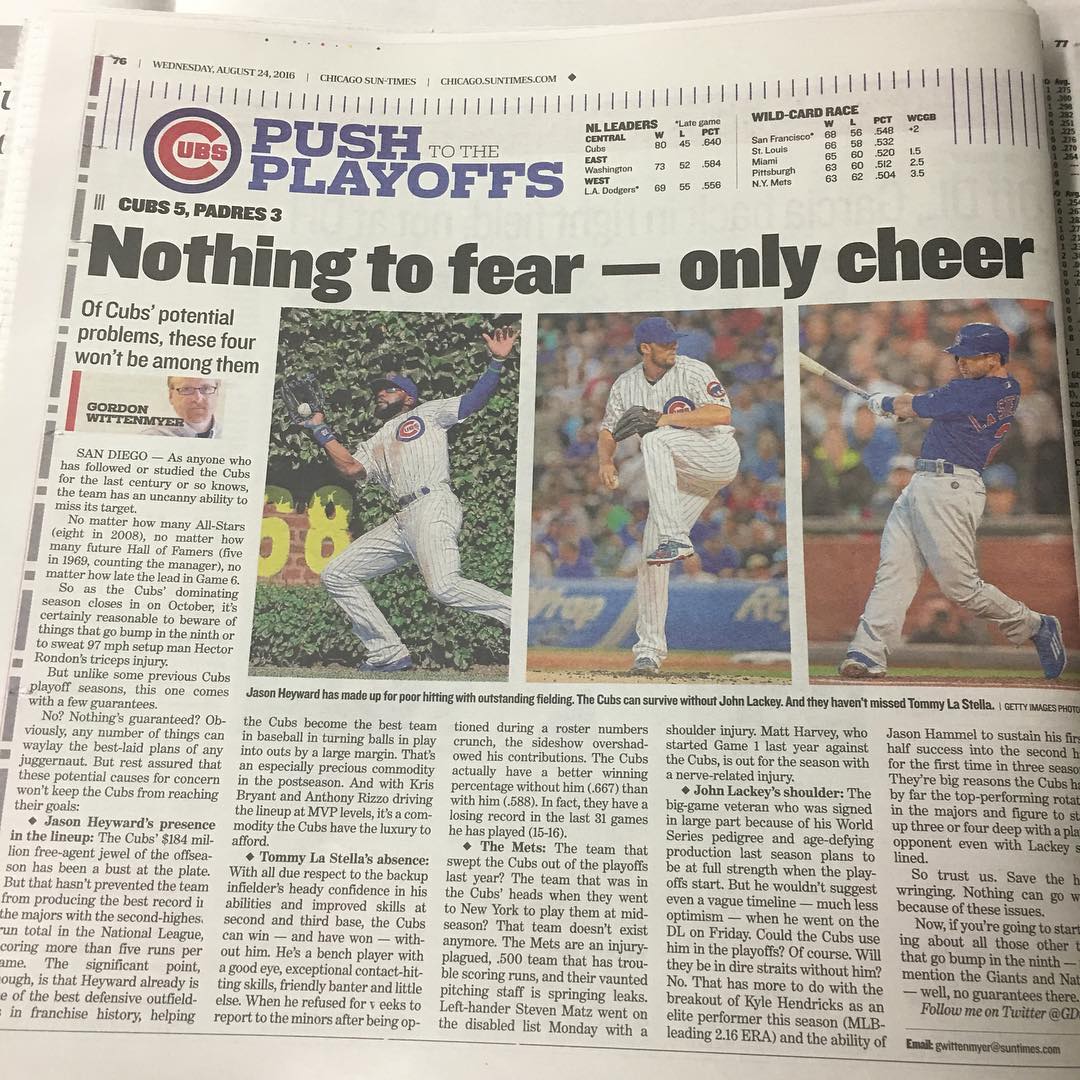 76 | WEDNESDAY, AUGUST 24, 2016 | CHICAGO SUN-TIMES | CHICAGO.SUNTIMES.COM ◆
77
CUBS
PUSH TO THE
PLAYOFFS
NL LEADERS *Late game
CENTRAL W L PCT
Cubs 80 45 .640
EAST
Washington 73 52 .584
WEST
L.A. Dodgers* 69 55 .556
WILD-CARD RACE
W L PCT WCGB
San Francisco* 68 56 .548 +2
St. Louis 66 58 .532
Miami 65 60 .520 1.5
Pittsburgh 63 60 .512 2.5
N.Y. Mets 63 62 .504 3.5
CUBS 5, PADRES 3
Nothing to fear — only cheer
Of Cubs’ potential
problems, these four
won’t be among them
GORDON
WITTENMYER
SAN DIEGO — As anyone who
has followed or studied the Cubs
for the last century or so knows,
the team has an uncanny ability to
miss its target.
No matter how many All-Stars
(eight in 2008), no matter how
many future Hall of Famers (five
in 1969, counting the manager), no
matter how late the lead in Game 6.
So as the Cubs’ dominating
season closes in on October, it’s
certainly reasonable to beware of
things that go bump in the ninth or
to sweat 97 mph setup man Hector
Rondon’s triceps injury.
But unlike some previous Cubs
playoff seasons, this one comes
with a few guarantees.
No? Nothing’s guaranteed? Ob-
viously, any number of things can
waylay the best-laid plans of any
juggernaut. But rest assured that
these potential causes for concern
won’t keep the Cubs from reaching
their goals:
◆ Jason Heyward’s presence
in the lineup: The Cubs’ $184 mil-
lion free-agent jewel of the offsea-
son has been a bust at the plate.
But that hasn’t prevented the team
from producing the best record in
the majors with the second-highes
run total in the National League,
coring more than five runs per
ame. The significant point,
ough, is that Heyward already is
e of the best defensive outfield-
s in franchise history, helping
68
CUBS
CUBS
LA STE
Jason Heyward has made up for poor hitting with outstanding fielding. The Cubs can survive without John Lackey. And they haven’t missed Tommy La Stella. | GETTY IMAGES PHOTO
the Cubs become the best team
in baseball in turning balls in play
into outs by a large margin. That’s
an especially precious commodity
in the postseason. And with Kris
Bryant and Anthony Rizzo driving
the lineup at MVP levels, it’s a com-
modity the Cubs have the luxury to
afford.
◆ Tommy La Stella’s absence:
With all due respect to the backup
infielder’s heady confidence in his
abilities and improved skills at
second and third base, the Cubs
can win — and have won — with-
out him. He’s a bench player with
a good eye, exceptional contact-hit-
ting skills, friendly banter and little
else. When he refused for weeks to
report to the minors after being op-
tioned during a roster numbers
crunch, the sideshow overshad-
owed his contributions. The Cubs
actually have a better winning
percentage without him (.667) than
with him (.588). In fact, they have a
losing record in the last 31 games
he has played (15-16).
◆ The Mets: The team that
swept the Cubs out of the playoffs
last year? The team that was in
the Cubs’ heads when they went
to New York to play them at mid-
season? That team doesn’t exist
anymore. The Mets are an injury-
plagued, .500 team that has trou-
ble scoring runs, and their vaunted
pitching staff is springing leaks.
Left-hander Steven Matz went on
the disabled list Monday with a
shoulder injury. Matt Harvey, who
started Game 1 last year against
the Cubs, is out for the season with
a nerve-related injury.
◆ John Lackey’s shoulder: The
big-game veteran who was signed
in large part because of his World
Series pedigree and age-defying
production last season plans to
be at full strength when the play-
offs start. But he wouldn’t suggest
even a vague timeline — much less
optimism — when he went on the
DL on Friday. Could the Cubs use
him in the playoffs? Of course. Will
they be in dire straits without him?
No. That has more to do with the
breakout of Kyle Hendricks as an
elite performer this season (MLB-
leading 2.16 ERA) and the ability of
Jason Hammel to sustain his firs
half success into the second h
for the first time in three season
They’re big reasons the Cubs ha
by far the top-performing rotat
in the majors and figure to st
up three or four deep with a pla
opponent even with Lackey s
lined.
So trust us. Save the h
wringing. Nothing can go w
because of these issues.
Now, if you’re going to start
ing about all those other t
that go bump in the ninth —
mention the Giants and Nat
— well, no guarantees there.
Follow me on Twitter @GD
Email: gwittenmyer@suntimes.com